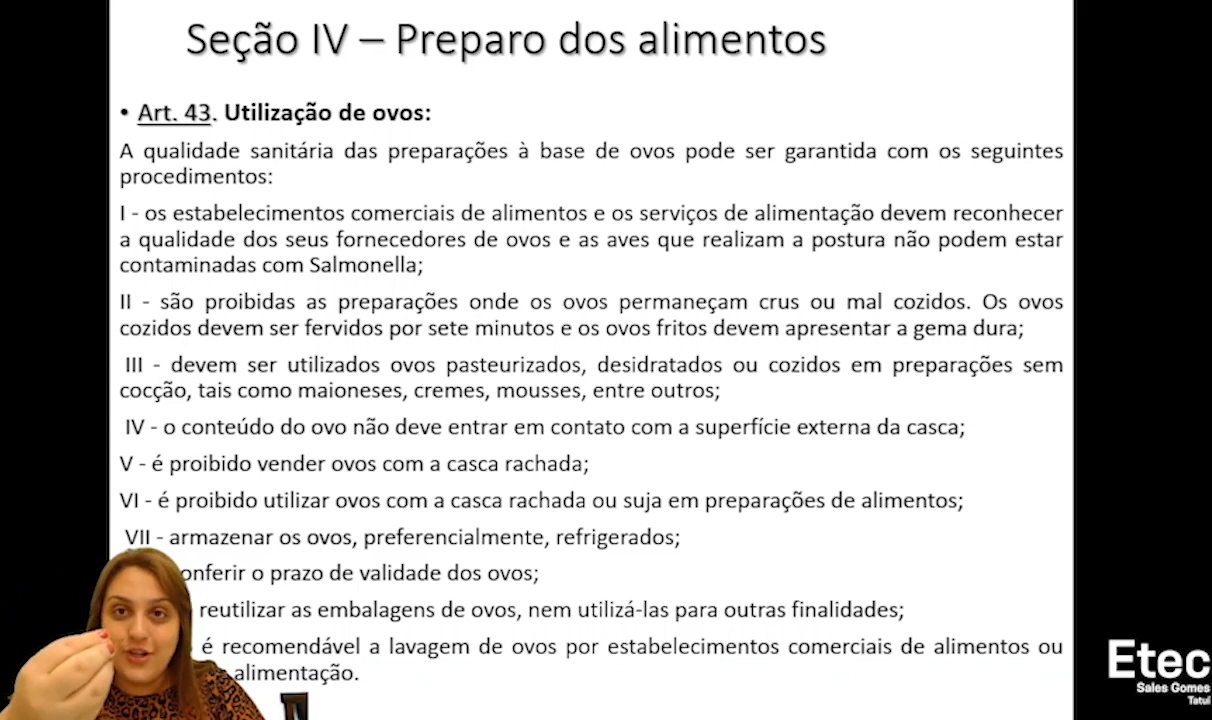 Seção IV – Preparo dos alimentos
• Art. 43. Utilização de ovos:
A qualidade sanitária das preparações à base de ovos pode ser garantida com os seguintes
procedimentos:
I - os estabelecimentos comerciais de alimentos e os serviços de alimentação devem reconhecer
a qualidade dos seus fornecedores de ovos e as aves que realizam a postura não podem estar
contaminadas com Salmonella;
II - são proibidas as preparações onde os ovos permaneçam crus ou mal cozidos. Os ovos
cozidos devem ser fervidos por sete minutos e os ovos fritos devem apresentar a gema dura;
III - devem ser utilizados ovos pasteurizados, desidratados ou cozidos em preparações sem
cocção, tais como maioneses, cremes, mousses, entre outros;
IV - o conteúdo do ovo não deve entrar em contato com a superfície externa da casca;
V - é proibido vender ovos com a casca rachada;
VI - é proibido utilizar ovos com a casca rachada ou suja em preparações de alimentos;
VII - armazenar os ovos, preferencialmente, refrigerados;
onferir o prazo de validade dos ovos;
reutilizar as embalagens de ovos, nem utilizá-las para outras finalidades;
é recomendável a lavagem de ovos por estabelecimentos comerciais de alimentos ou
alimentação.
Etec
Sales Gomes
Tatuí